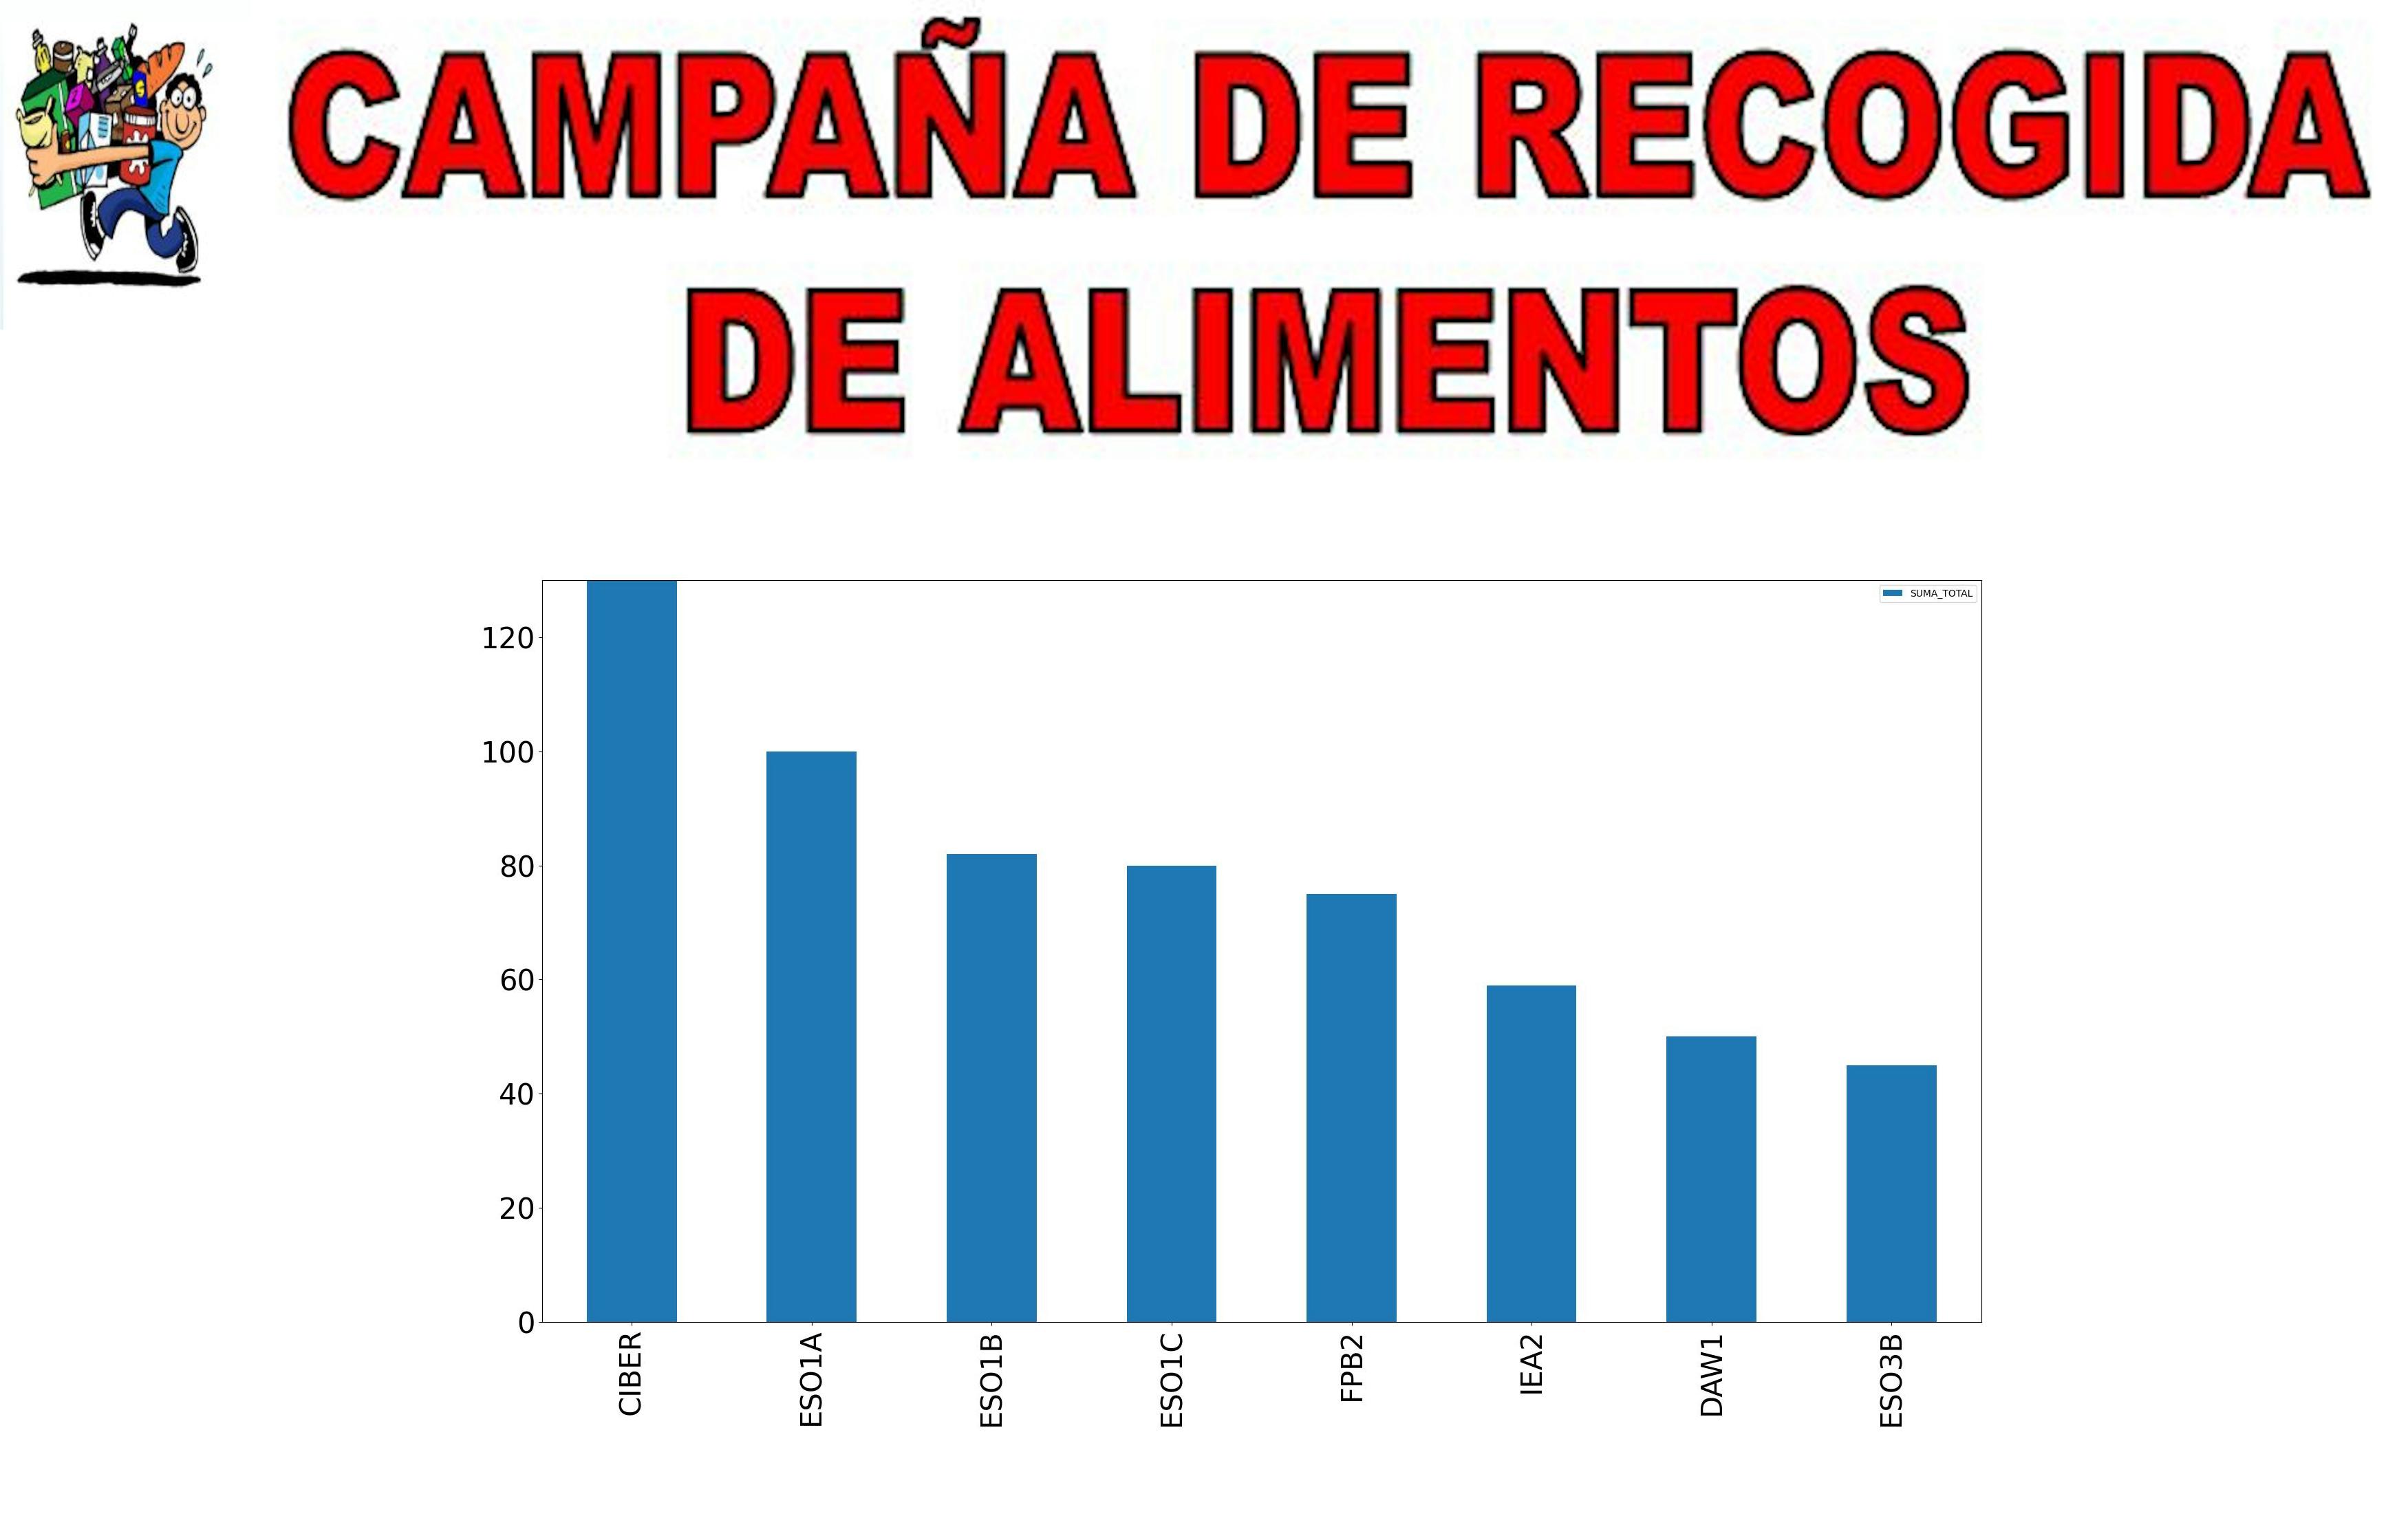 CAMPAÑA DE RECOGIDA
DE ALIMENTOS
SUMA_TOTAL
120
100
80
60
40
20
0
CIBER
ESO1A
ESO1B
ESO1C
FPB2
IEA2
DAW1
ESO3B